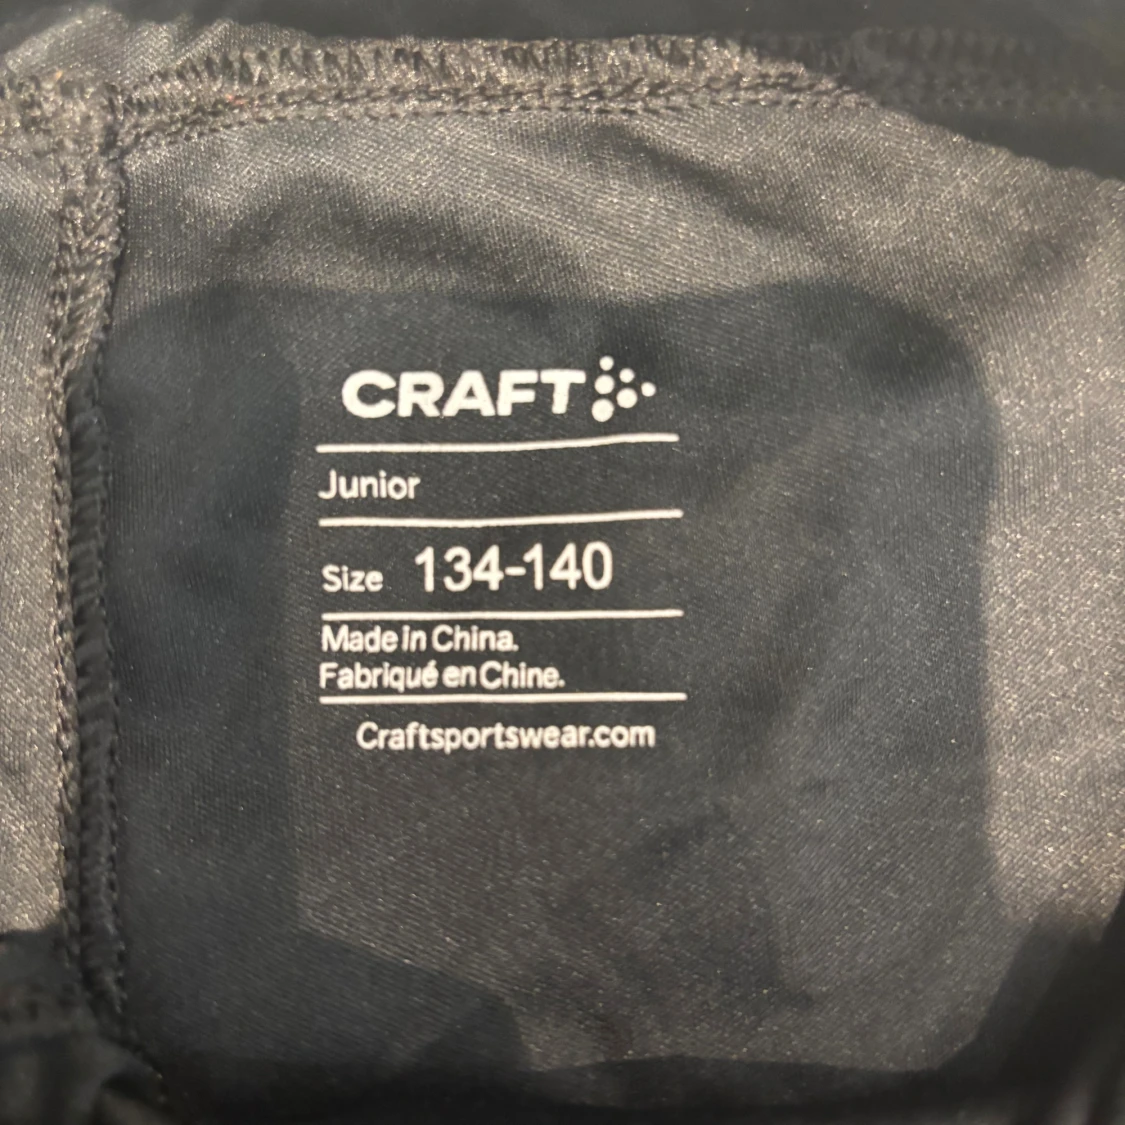 CRAFT
Junior
Size 134-140
Made in China.
Fabriqué en Chine.
Craftsportswear.com